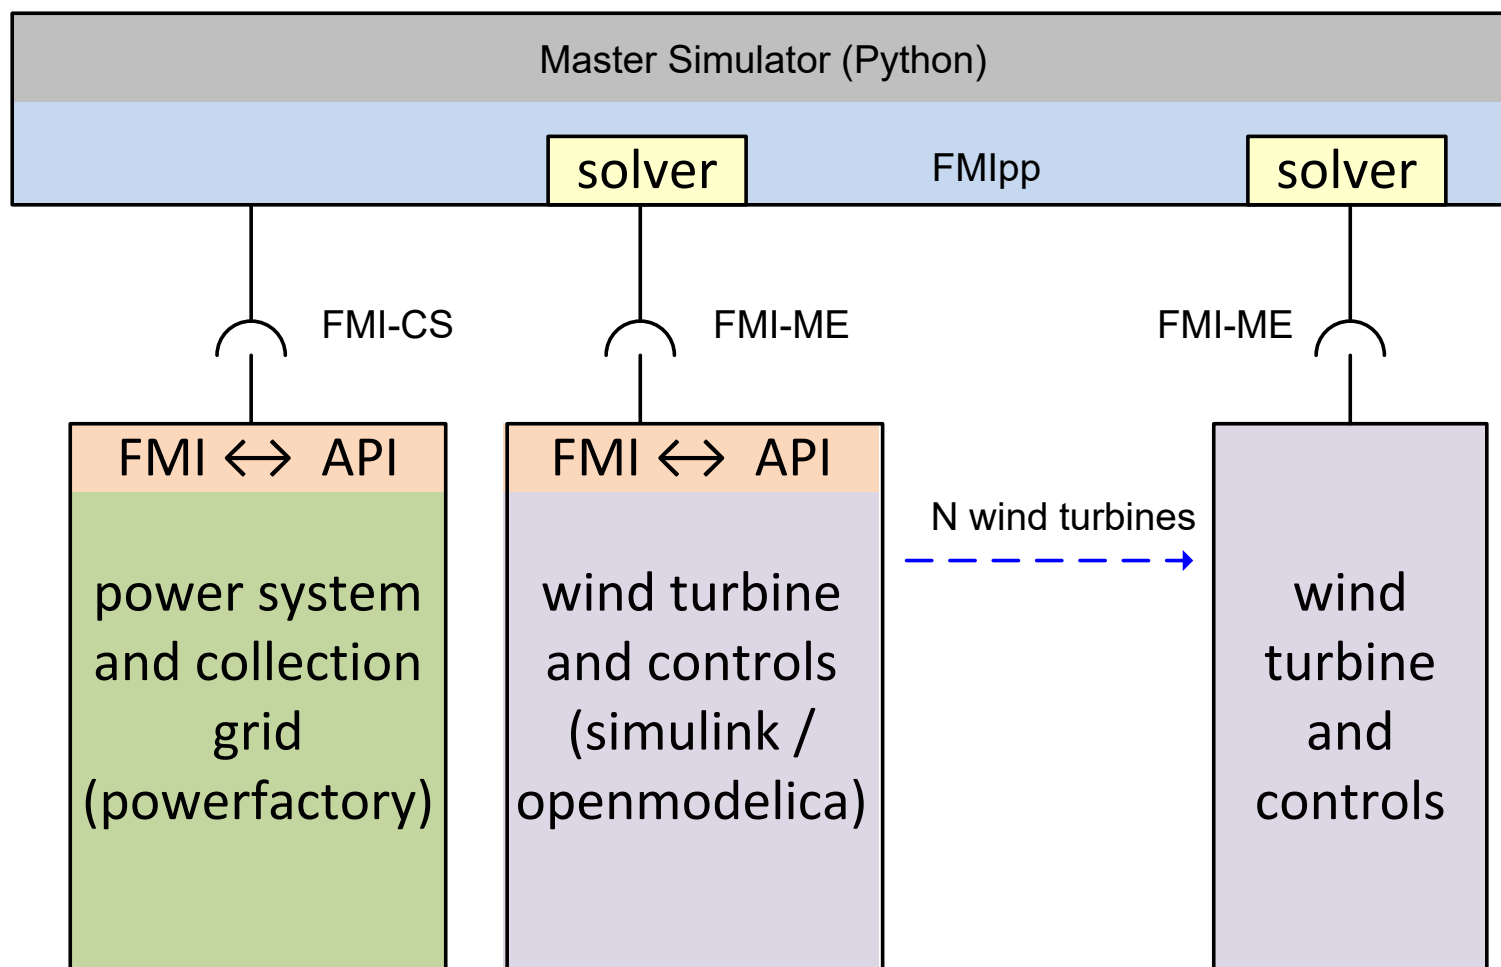 Master Simulator (Python)
solver
FMIpp
solver
FMI-CS
FMI-ME
FMI-ME
FMI ↔ API
FMI ↔ API
power system
and collection
grid
(powerfactory)
wind turbine
and controls
(simulink /
openmodelica)
N wind turbines
wind
turbine
and
controls